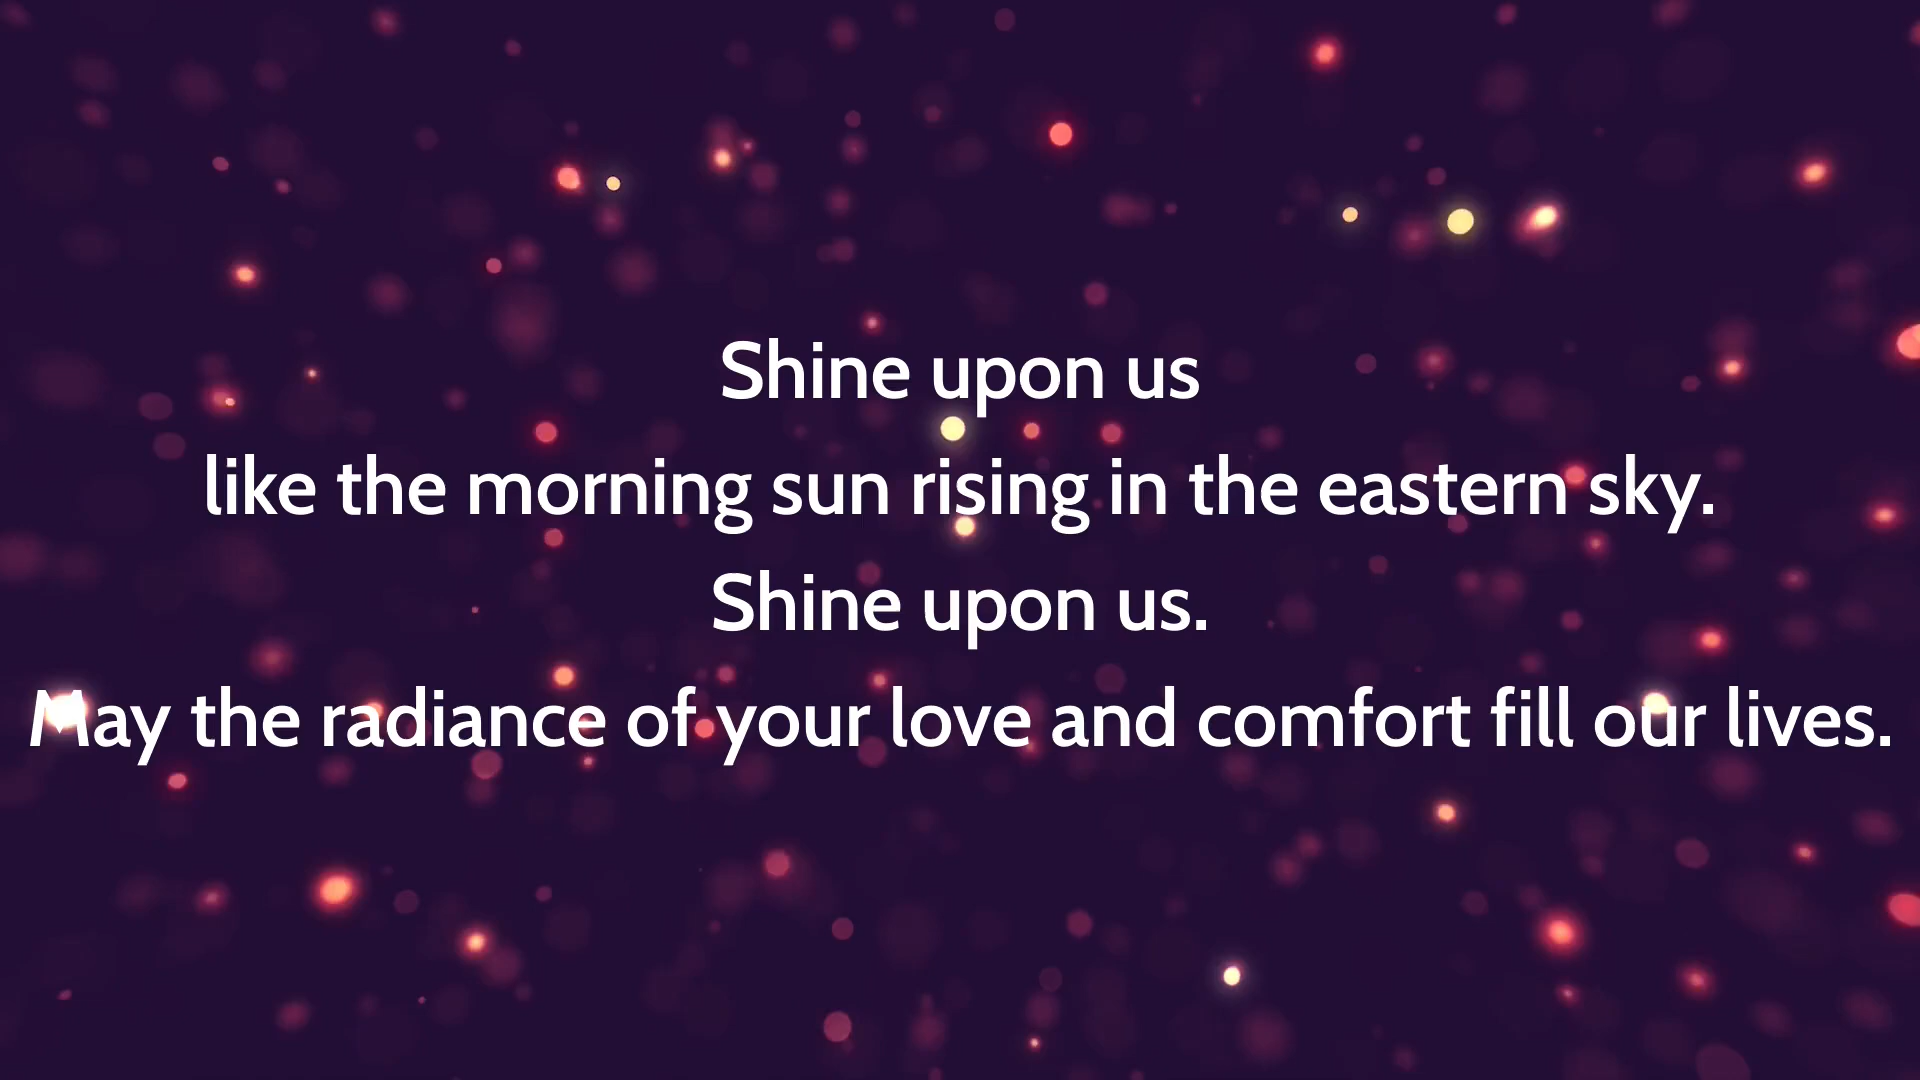 Shine upon us
like the morning sun rising in the eastern sky.
Shine upon us.
May the radiance of your love and comfort fill our lives.